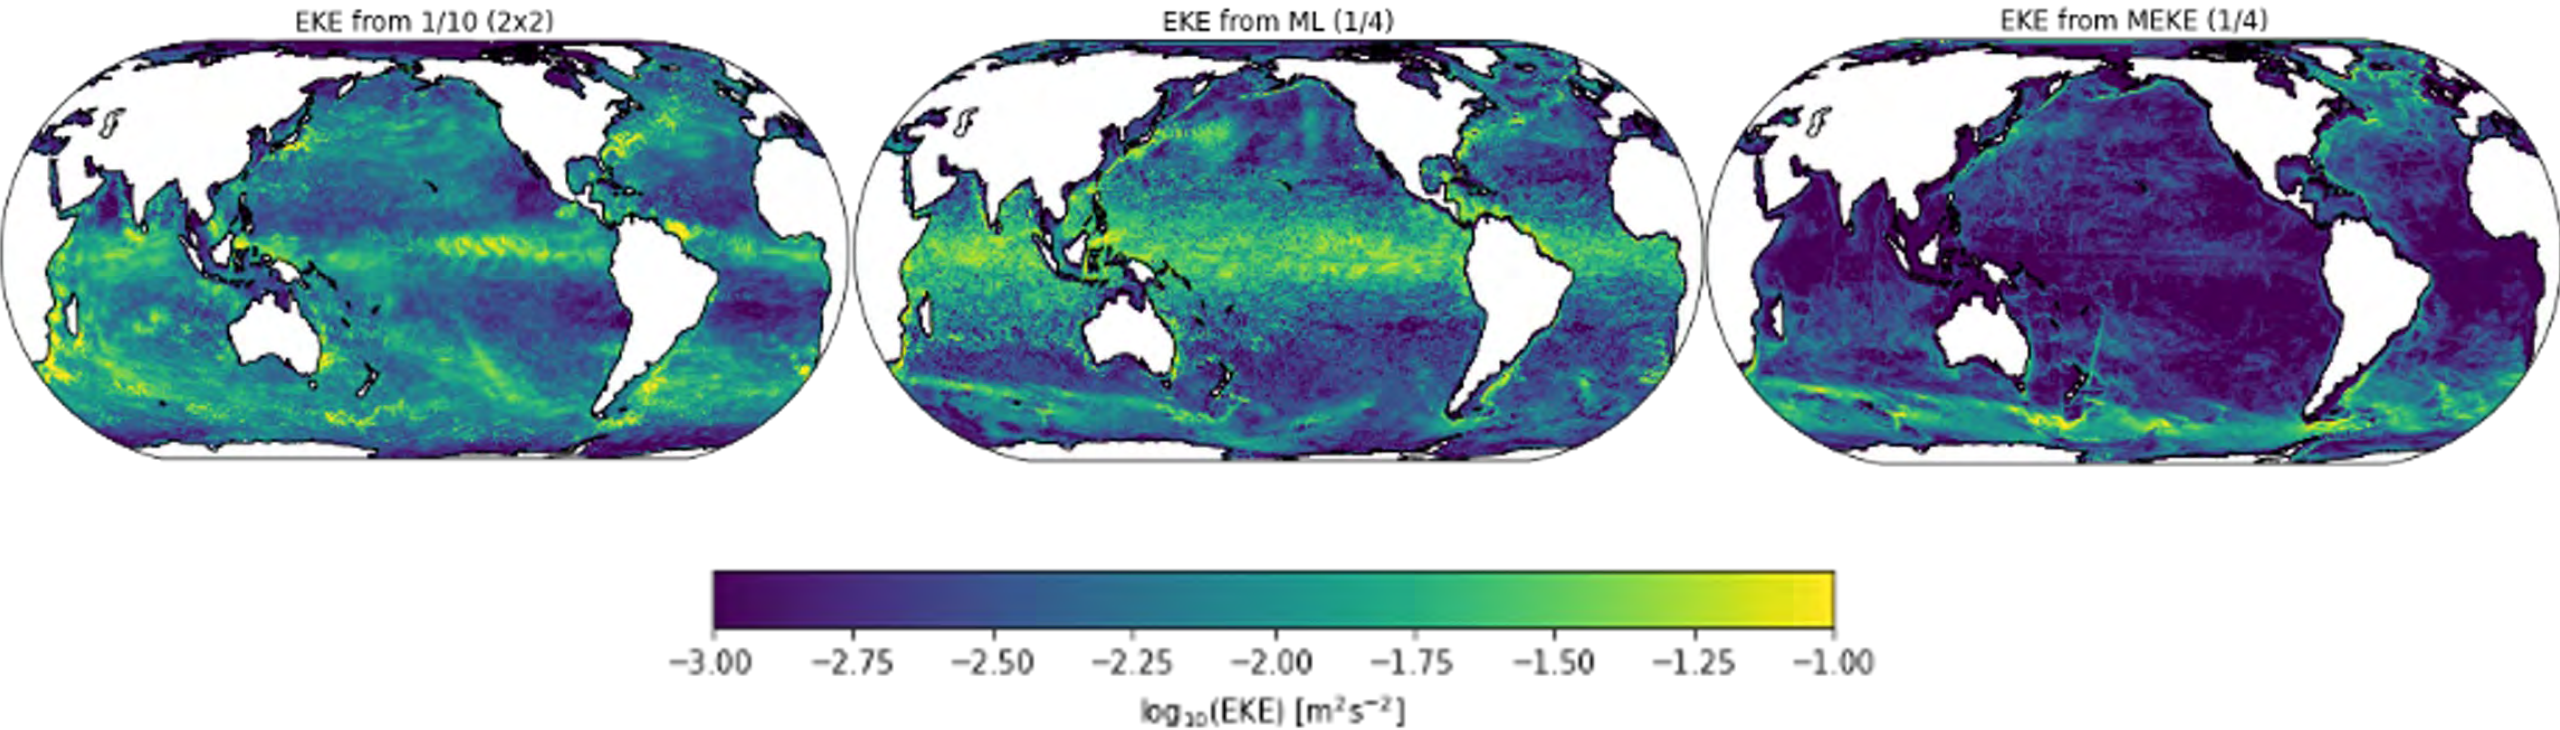 EKE from 1/10 (2x2)
EKE from ML (1/4)
EKE from MEKE (1/4)
−3.00 −2.75 −2.50 −2.25 −2.00 −1.75 −1.50 −1.25 −1.00
log₁₀(EKE) [m²s⁻²]